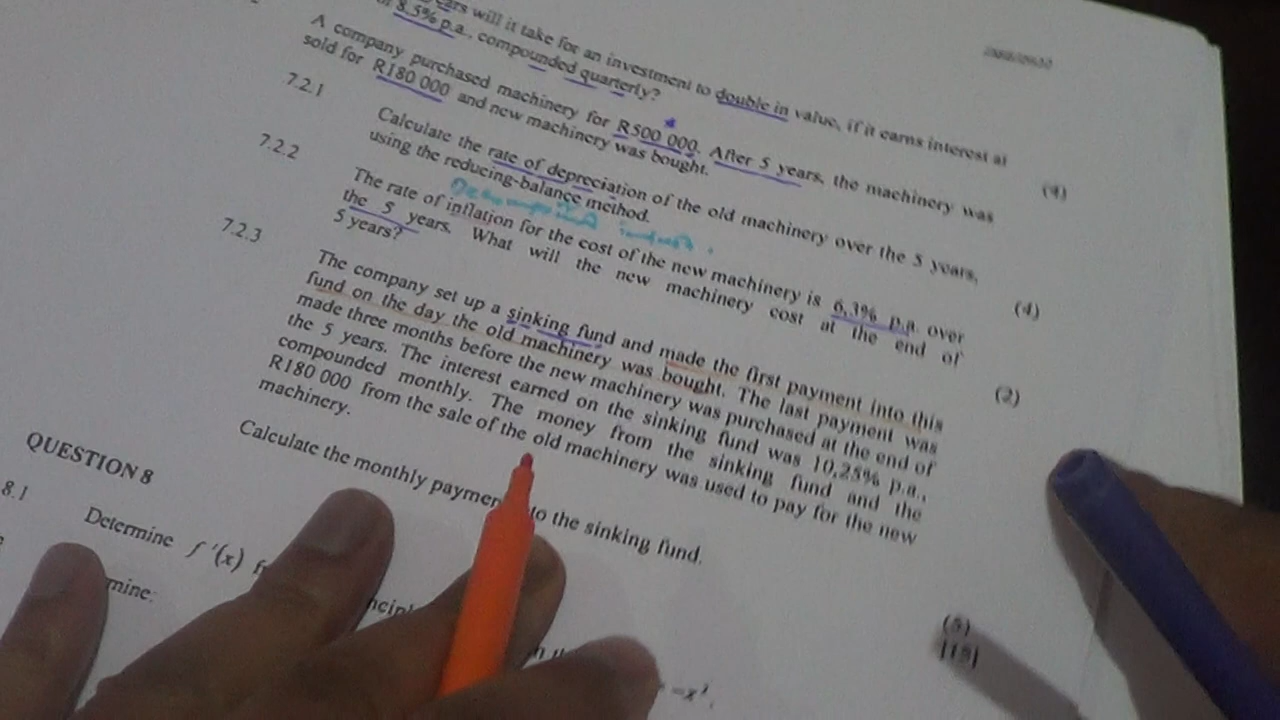 will it take for an investment to double in value, if it earns interest at
8,5% p.a., compounded quarterly?
(4)
A company purchased machinery for R500 000. After 5 years, the machinery was
sold for R180 000 and new machinery was bought.
7.2.1 Calculate the rate of depreciation of the old machinery over the 5 years,
using the reducing-balance method.
(4)
7.2.2 The rate of inflation for the cost of the new machinery is 6,3% p.a. over
the 5 years. What will the new machinery cost at the end of
5 years?
(2)
7.2.3 The company set up a sinking fund and made the first payment into this
fund on the day the old machinery was bought. The last payment was
made three months before the new machinery was purchased at the end of
the 5 years. The interest earned on the sinking fund was 10,25% p.a.,
compounded monthly. The money from the sinking fund and the
R180 000 from the sale of the old machinery was used to pay for the new
machinery.
Calculate the monthly payment to the sinking fund.
(5)
QUESTION 8
8.1 Determine f '(x)